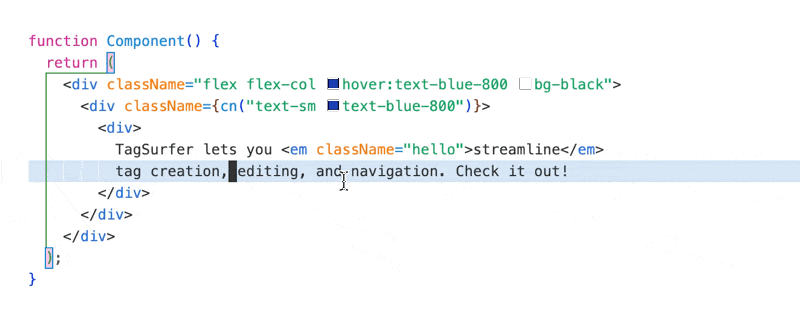 function Component() {
return (
<div className="flex flex-col hover:text-blue-800 bg-black">
<div className={cn("text-sm text-blue-800")}>
<div>
TagSurfer lets you <em className="hello">streamline</em>
tag creation, editing, and navigation. Check it out!
</div>
</div>
</div>
);
}